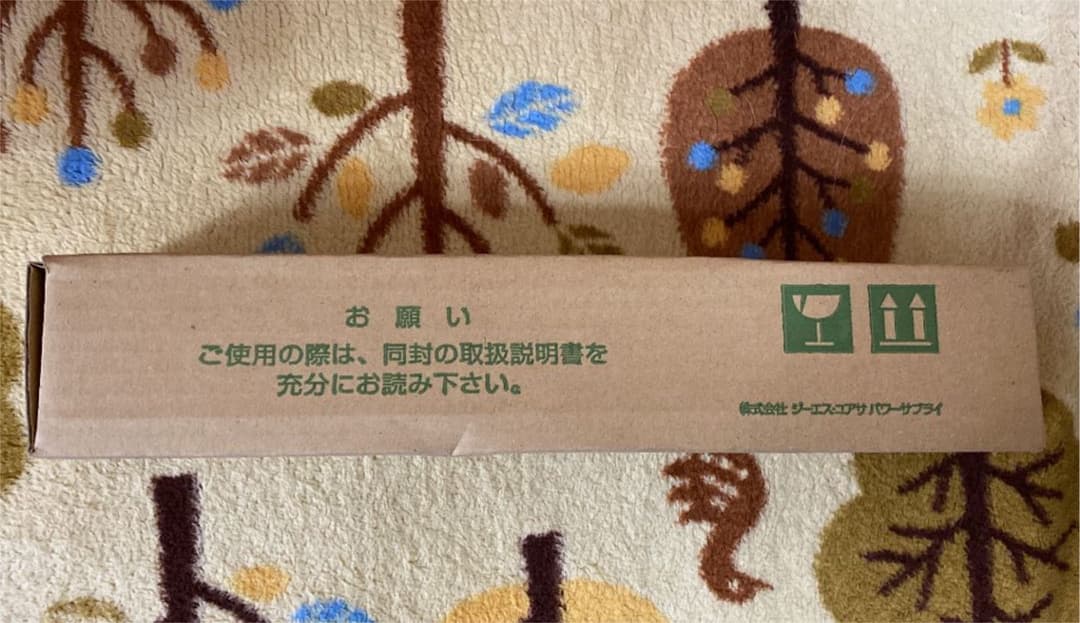 お願い
ご使用の際は、同封の取扱説明書を
充分にお読み下さい。
株式会社 ジーエス・ユアサ パワーサプライ